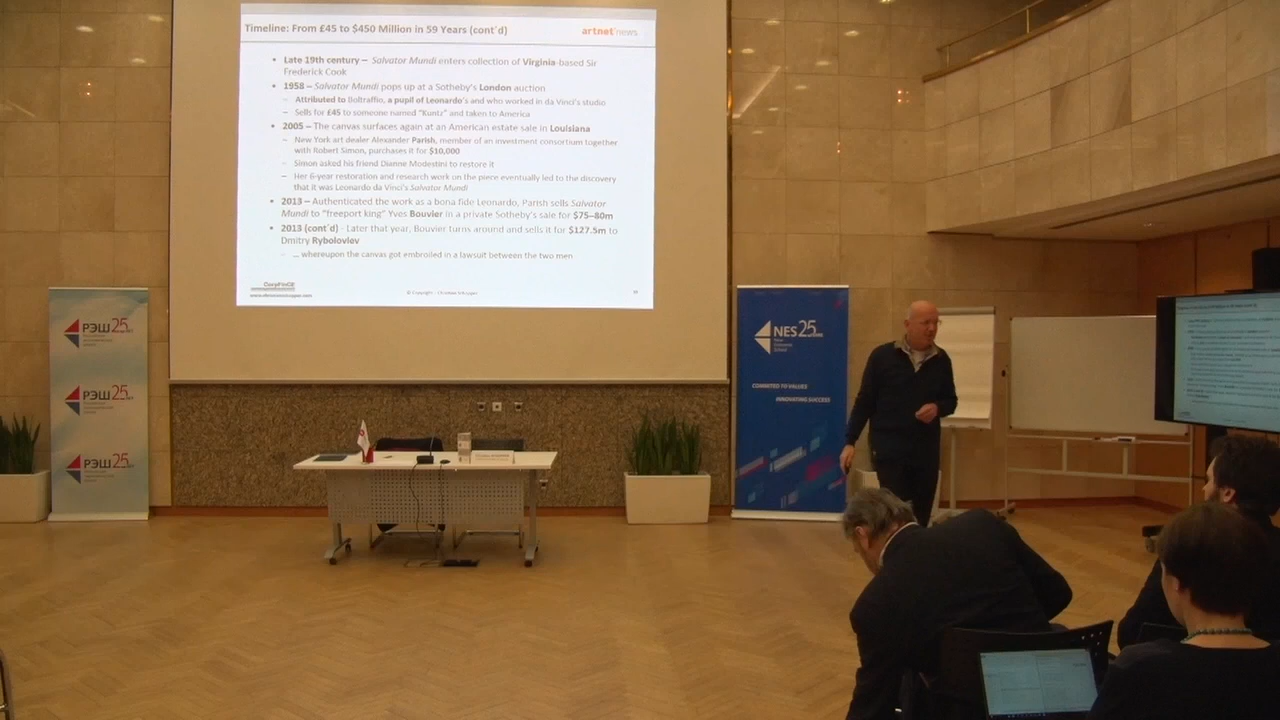 Timeline: From £45 to $450 Million in 59 Years (cont´d)
artnet news
• Late 19th century – Salvator Mundi enters collection of Virginia-based Sir
Frederick Cook
• 1958 – Salvator Mundi pops up at a Sotheby's London auction
– Attributed to Boltraffio, a pupil of Leonardo's and who worked in da Vinci's studio
– Sells for £45 to someone named "Kuntz" and taken to America
• 2005 – The canvas surfaces again at an American estate sale in Louisiana
– New York art dealer Alexander Parish, member of an investment consortium together
with Robert Simon, purchases it for $10,000
– Simon asked his friend Dianne Modestini to restore it
– Her 6-year restoration and research work on the piece eventually led to the discovery
that it was Leonardo da Vinci's Salvator Mundi
• 2013 – Authenticated the work as a bona fide Leonardo, Parish sells Salvator
Mundi to "freeport king" Yves Bouvier in a private Sotheby's sale for $75–80m
• 2013 (cont´d) - Later that year, Bouvier turns around and sells it for $127.5m to
Dmitry Rybolovlev
– ... whereupon the canvas got embroiled in a lawsuit between the two men
© Copyright -
РЭШ 25
РЭШ 25
РЭШ 25
NES 25
New
Economic
School
COMMITED TO VALUES
INNOVATING SUCCESS